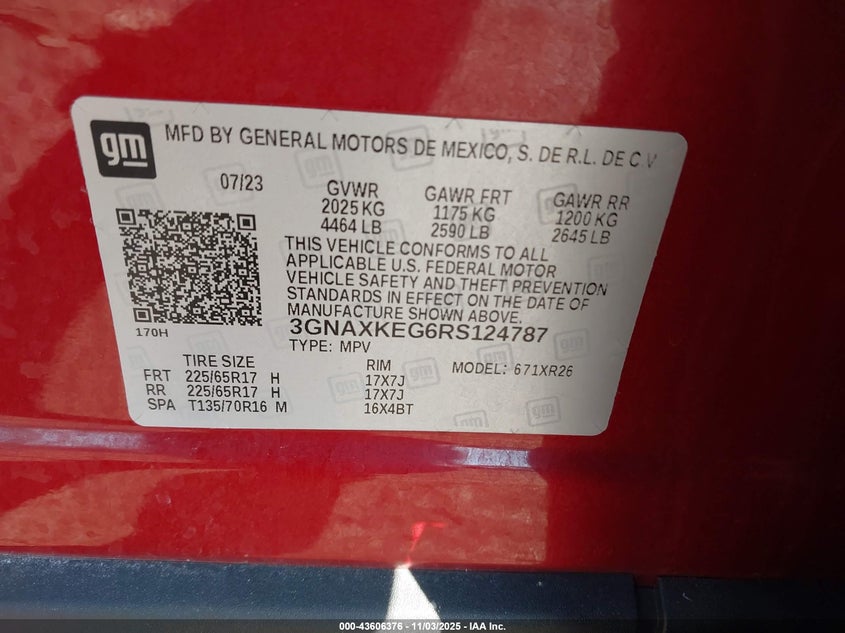 gm
MFD BY GENERAL MOTORS DE MEXICO, S. DE R.L. DE C V
07/23
GVWR
2025 KG
4464 LB
GAWR FRT
1175 KG
2590 LB
GAWR RR
1200 KG
2645 LB
THIS VEHICLE CONFORMS TO ALL
APPLICABLE U.S. FEDERAL MOTOR
VEHICLE SAFETY AND THEFT PREVENTION
STANDARDS IN EFFECT ON THE DATE OF
MANUFACTURE SHOWN ABOVE.
170H
3GNAXKEG6RS124787
TYPE: MPV
TIRE SIZE
RIM
MODEL: 671XR26
FRT 225/65R17 H 17X7J
RR 225/65R17 H 17X7J
SPA T135/70R16 M 16X4BT
000-43606376 - 11/03/2025 - IAA Inc.